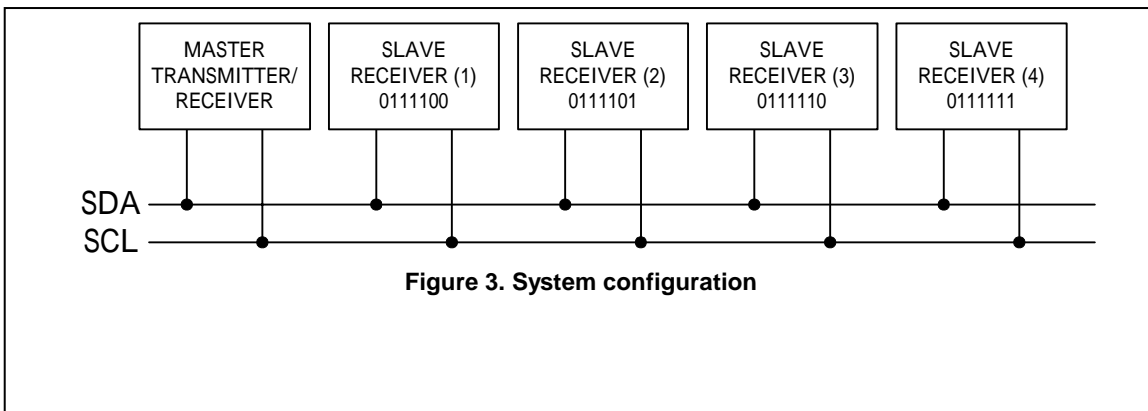 MASTER
TRANSMITTER/
RECEIVER
SLAVE
RECEIVER (1)
0111100
SLAVE
RECEIVER (2)
0111101
SLAVE
RECEIVER (3)
0111110
SLAVE
RECEIVER (4)
0111111
SDA
SCL
Figure 3. System configuration